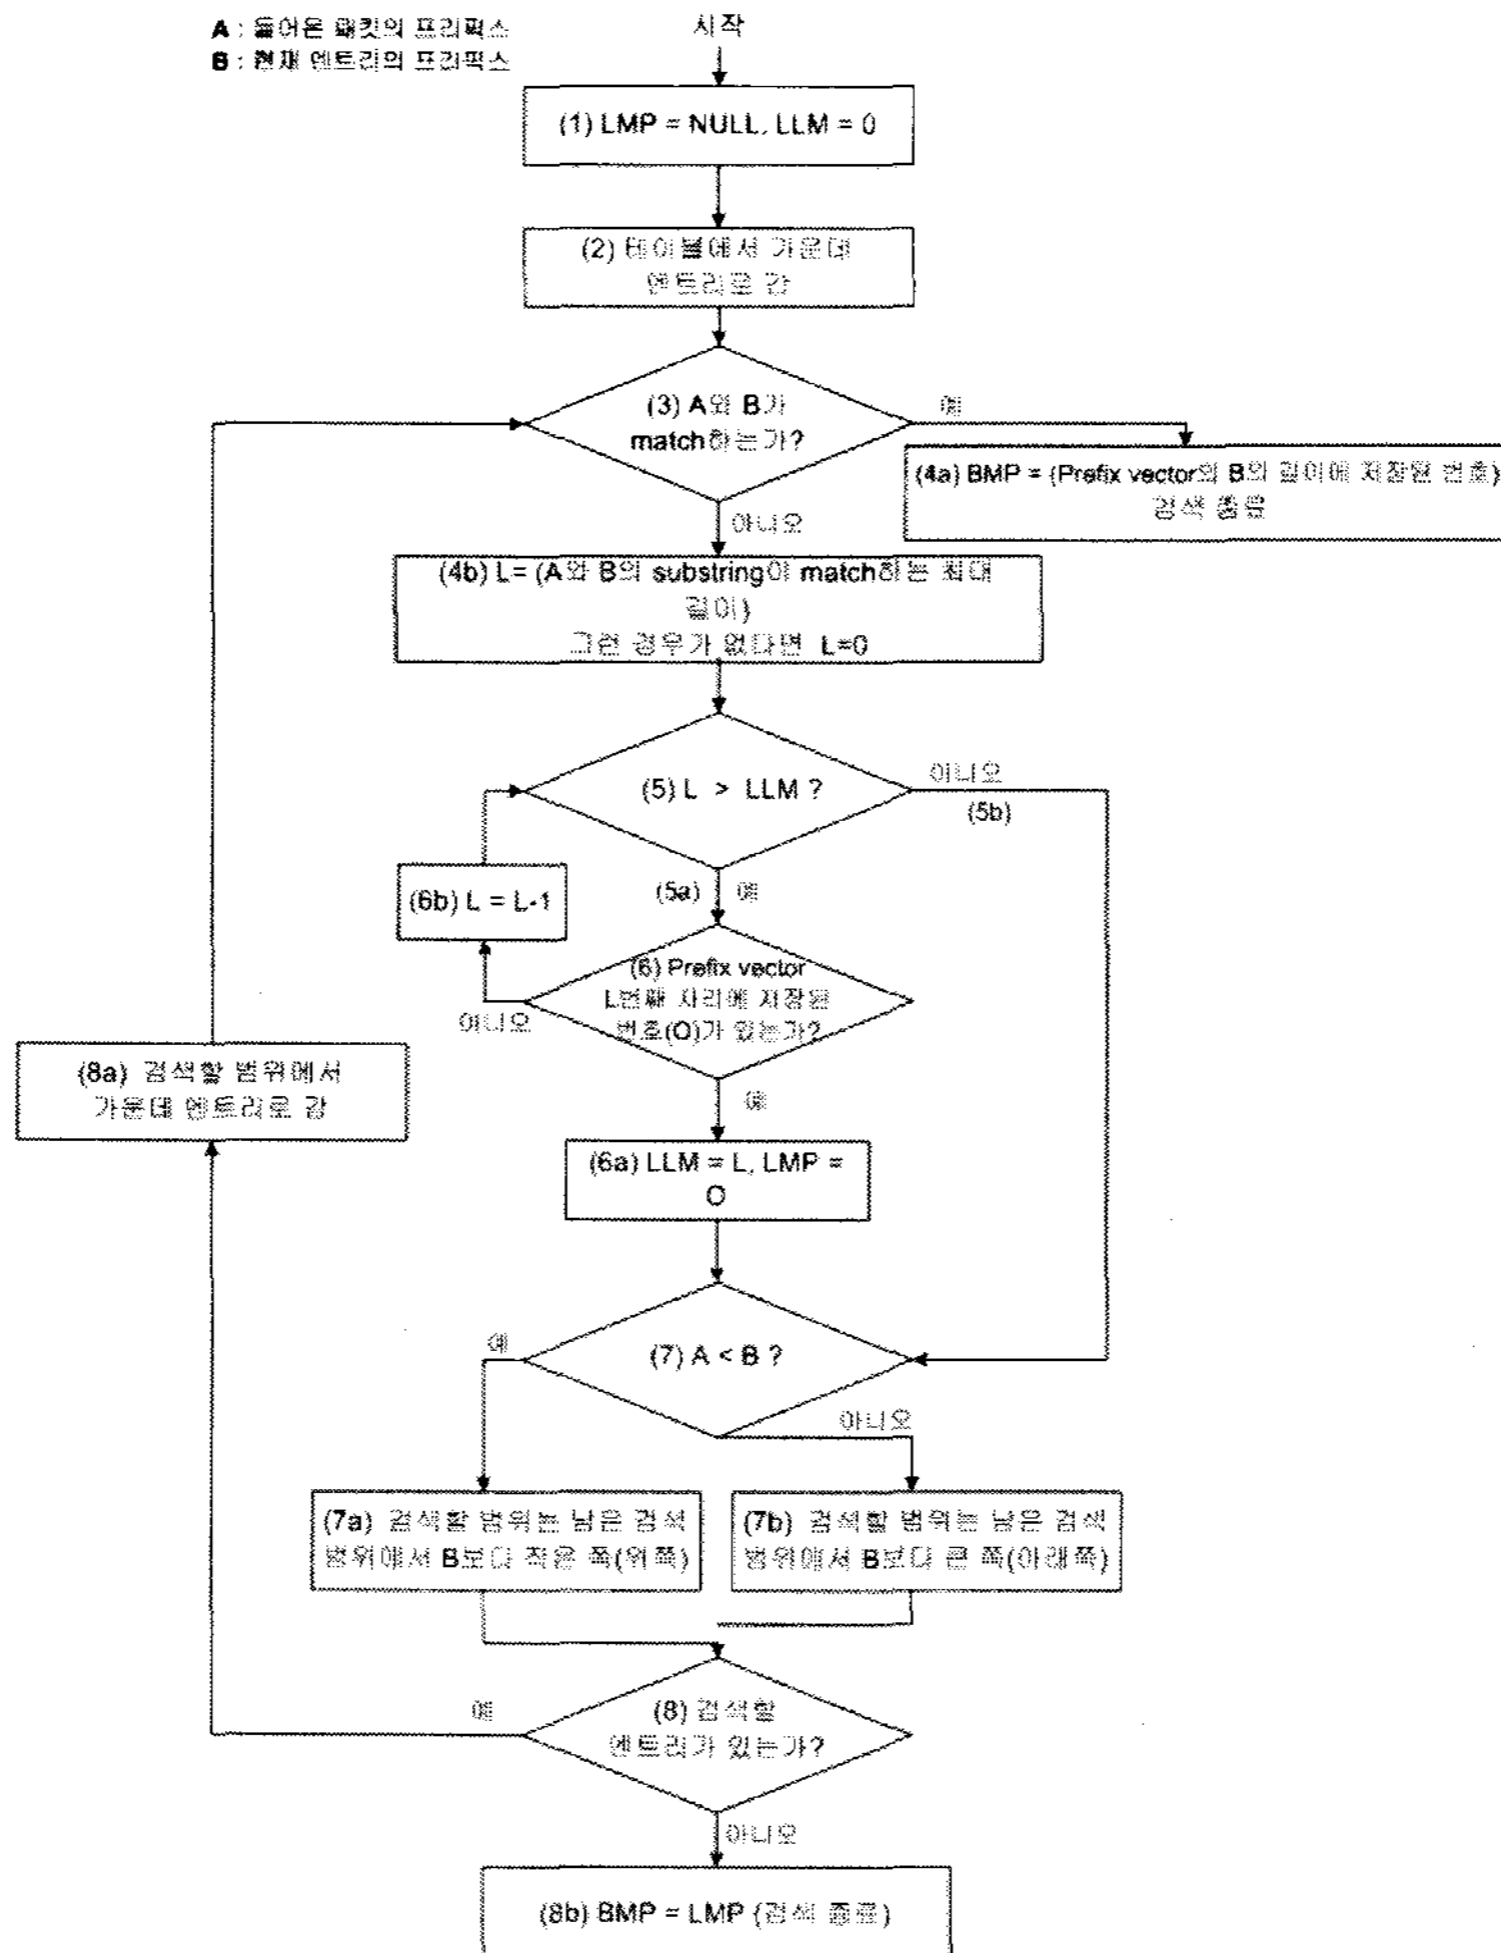 A : 들어온 패킷의 프리픽스
B : 현재 엔트리의 프리픽스
시작
(1) LMP = NULL, LLM = 0
(2) 테이블에서 가운데
엔트리로 감
(3) A와 B가
match하는가?
예
(4a) BMP = (Prefix vector의 B의 길이에 저장된 번호)
검색 종료
아니오
(4b) L= (A와 B의 substring이 match하는 최대
길이)
그런 경우가 없다면 L=0
(5) L > LLM ?
아니오
(5b)
(5a) 예
(6b) L = L-1
(6) Prefix vector
L번째 자리에 저장된
번호(O)가 있는가?
아니오
예
(6a) LLM = L, LMP =
O
(7) A < B ?
예
아니오
(7a) 검색할 범위는 남은 검색
범위에서 B보다 작은 쪽(위쪽)
(7b) 검색할 범위는 남은 검색
범위에서 B보다 큰 쪽(아래쪽)
(8) 검색할
엔트리가 있는가?
예
(8a) 검색할 범위에서
가운데 엔트리로 감
아니오
(8b) BMP = LMP (검색 종료)